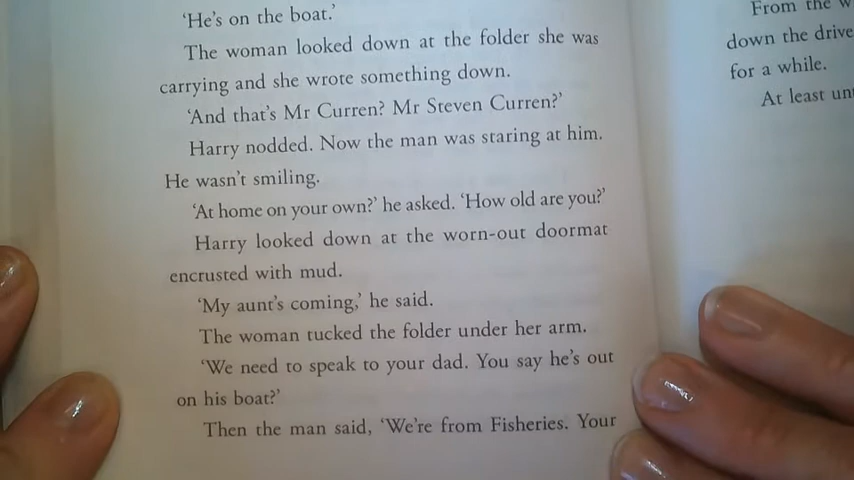 'He's on the boat.'
The woman looked down at the folder she was
carrying and she wrote something down.
'And that's Mr Curren? Mr Steven Curren?'
Harry nodded. Now the man was staring at him.
He wasn't smiling.
'At home on your own?' he asked. 'How old are you?'
Harry looked down at the worn-out doormat
encrusted with mud.
'My aunt's coming,' he said.
The woman tucked the folder under her arm.
'We need to speak to your dad. You say he's out
on his boat?'
Then the man said, 'We're from Fisheries. Your
From the
down the drive
for a while.
At least